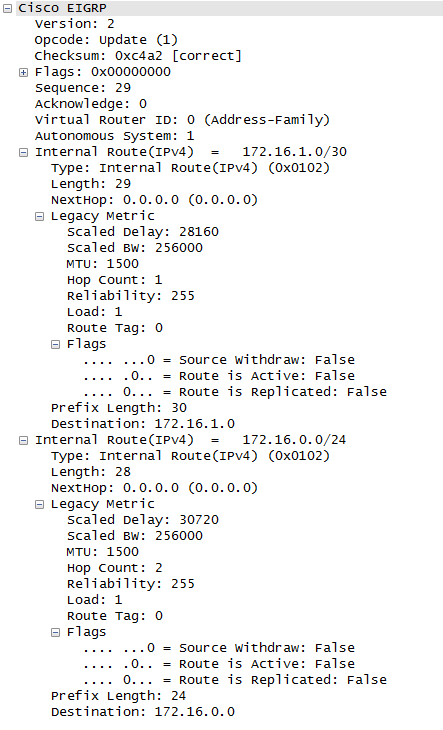 Cisco EIGRP
Version: 2
Opcode: Update (1)
Checksum: 0xc4a2 [correct]
Flags: 0x00000000
Sequence: 29
Acknowledge: 0
Virtual Router ID: 0 (Address-Family)
Autonomous System: 1
Internal Route(IPv4)  =   172.16.1.0/30
Type: Internal Route(IPv4) (0x0102)
Length: 29
NextHop: 0.0.0.0 (0.0.0.0)
Legacy Metric
Scaled Delay: 28160
Scaled BW: 256000
MTU: 1500
Hop Count: 1
Reliability: 255
Load: 1
Route Tag: 0
Flags
.... ...0 = Source Withdraw: False
.... .0.. = Route is Active: False
.... 0... = Route is Replicated: False
Prefix Length: 30
Destination: 172.16.1.0
Internal Route(IPv4)  =   172.16.0.0/24
Type: Internal Route(IPv4) (0x0102)
Length: 28
NextHop: 0.0.0.0 (0.0.0.0)
Legacy Metric
Scaled Delay: 30720
Scaled BW: 256000
MTU: 1500
Hop Count: 2
Reliability: 255
Load: 1
Route Tag: 0
Flags
.... ...0 = Source Withdraw: False
.... .0.. = Route is Active: False
.... 0... = Route is Replicated: False
Prefix Length: 24
Destination: 172.16.0.0